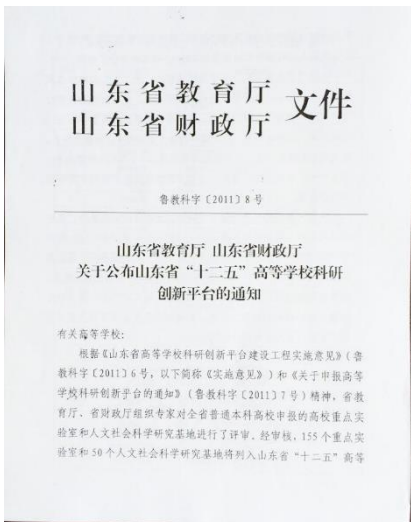 山东省教育厅
山东省财政厅 文件
鲁教科字〔2011〕8号
山东省教育厅 山东省财政厅
关于公布山东省“十二五”高等学校科研
创新平台的通知
有关高等学校：
根据《山东省高等学校科研创新平台建设工程实施意见》（鲁
教科字〔2011〕6号，以下简称《实施意见》）和《关于申报高等
学校科研创新平台的通知》（鲁教科字〔2011〕7号）精神，省教
育厅、省财政厅组织专家对全省普通本科高校申报的高校重点实
验室和人文社会科学研究基地进行了评审、经审核，155个重点实
验室和50个人文社会科学研究基地将列入山东省“十二五”高等